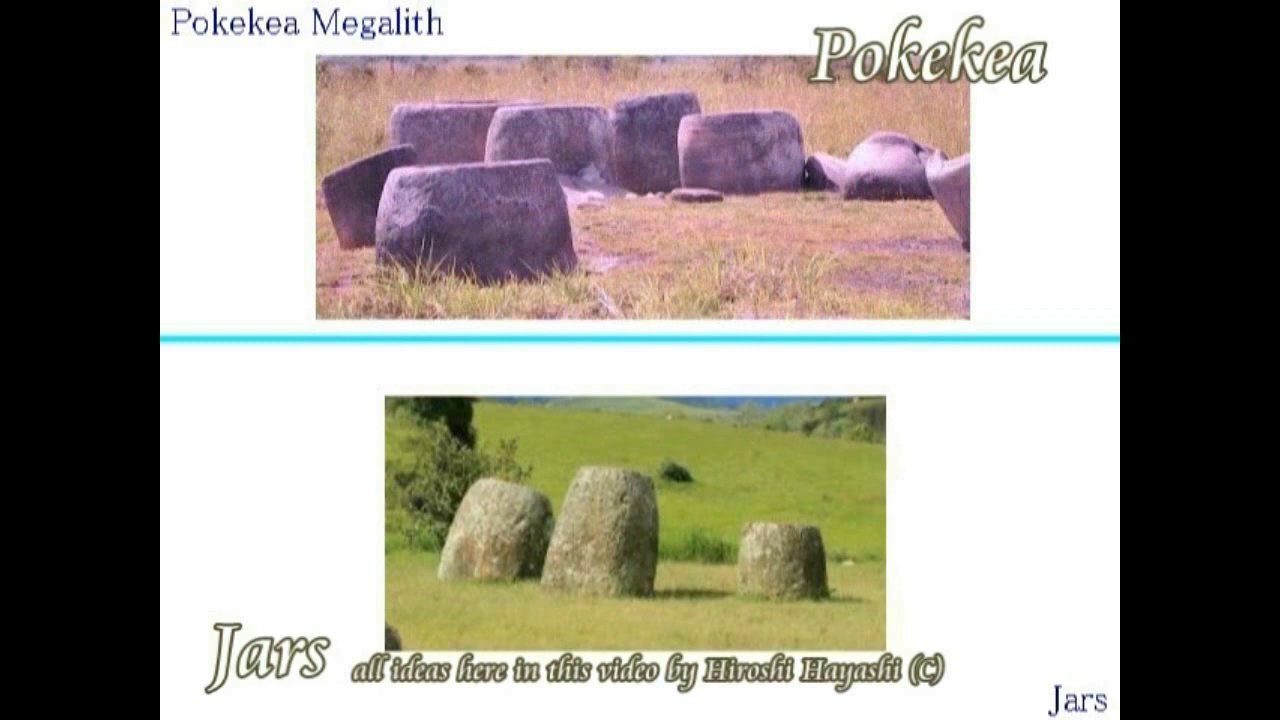 Pokekea Megalith
Pokekea
Jars
all ideas here in this video by Hiroshi Hayashi (C)
Jars